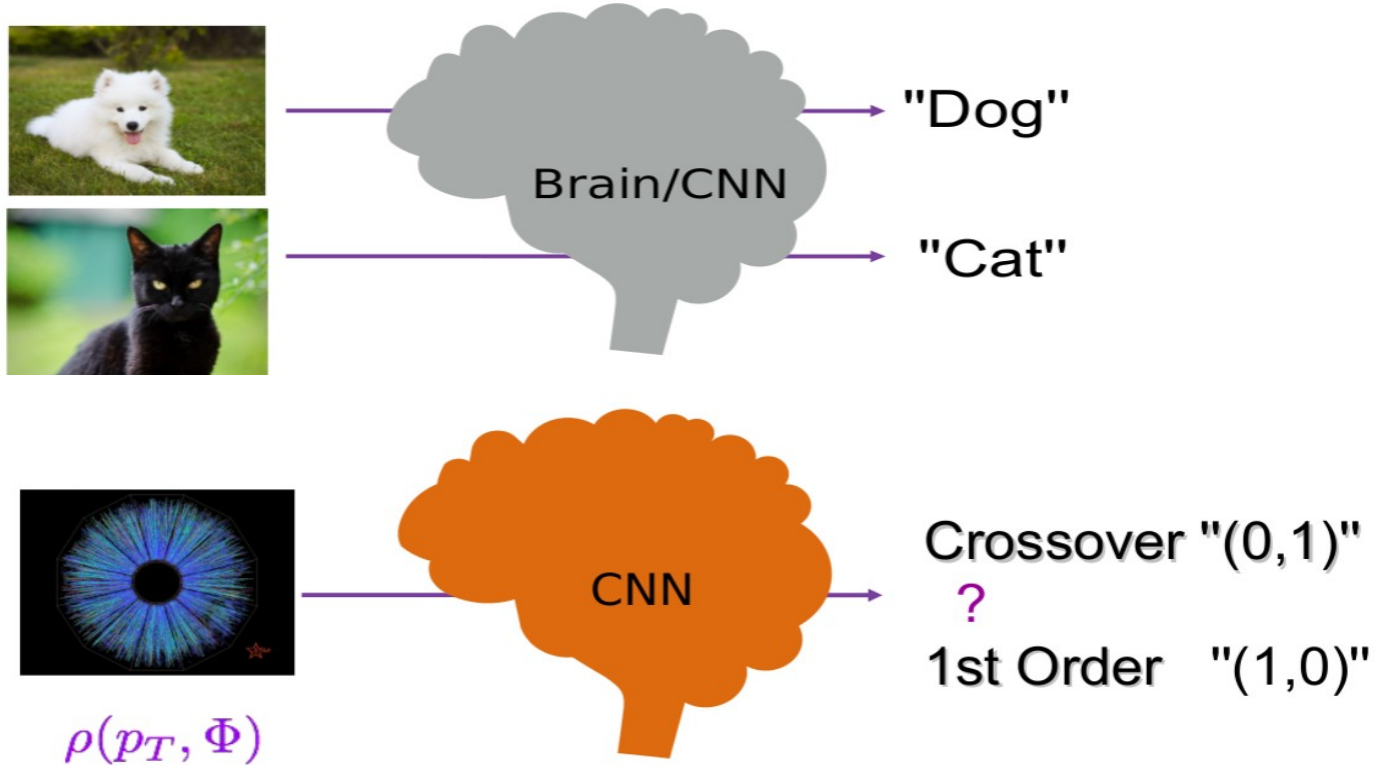 "Dog"
Brain/CNN
"Cat"
CNN
Crossover "(0,1)"
?
1st Order "(1,0)"
ρ(p_T, Φ)